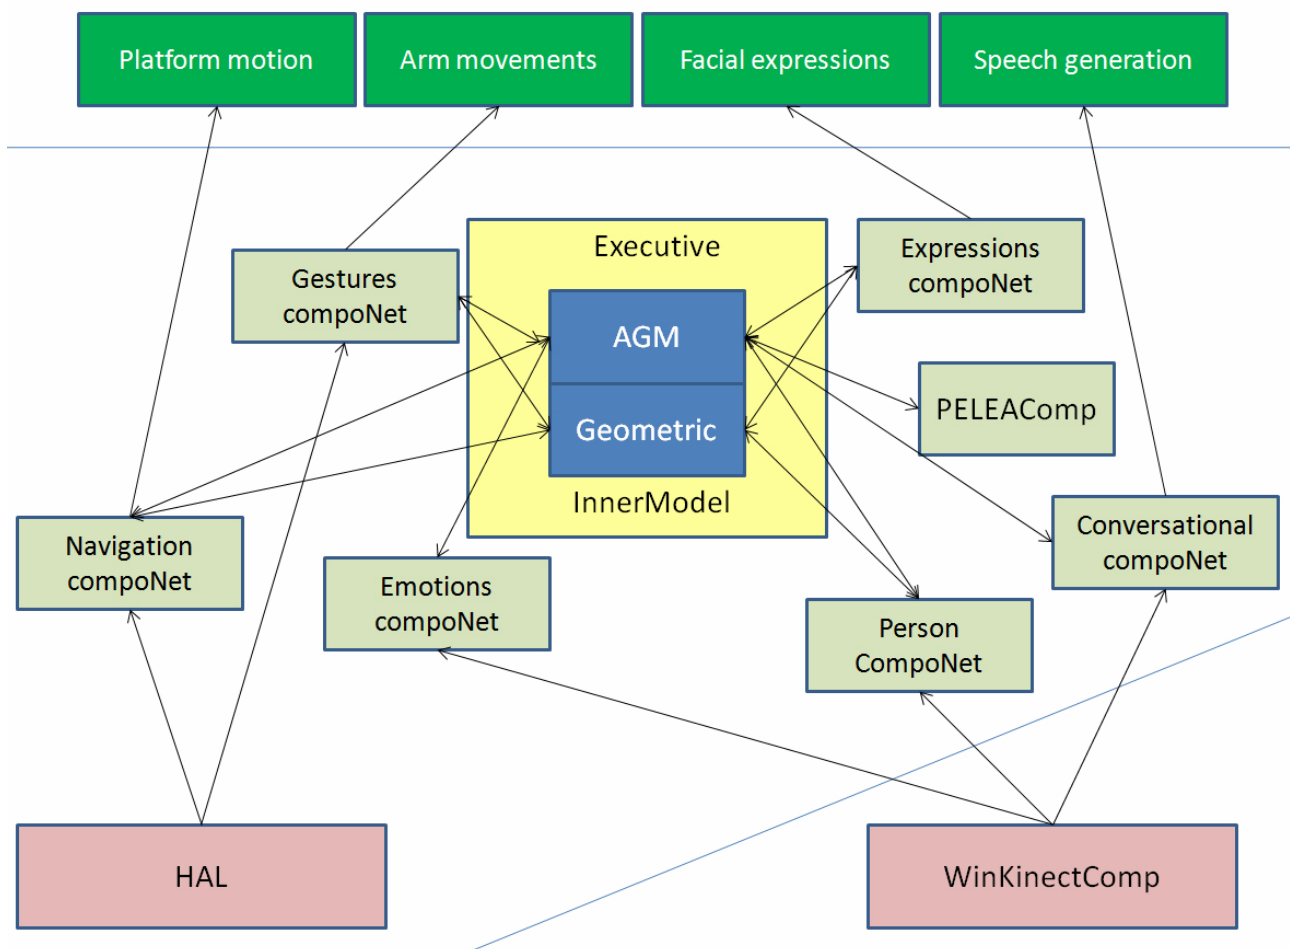 Platform motion
Arm movements
Facial expressions
Speech generation
Executive
Expressions
compoNet
Gestures
compoNet
AGM
PELEAComp
Geometric
InnerModel
Navigation
compoNet
Conversational
compoNet
Emotions
compoNet
Person
CompoNet
HAL
WinKinectComp